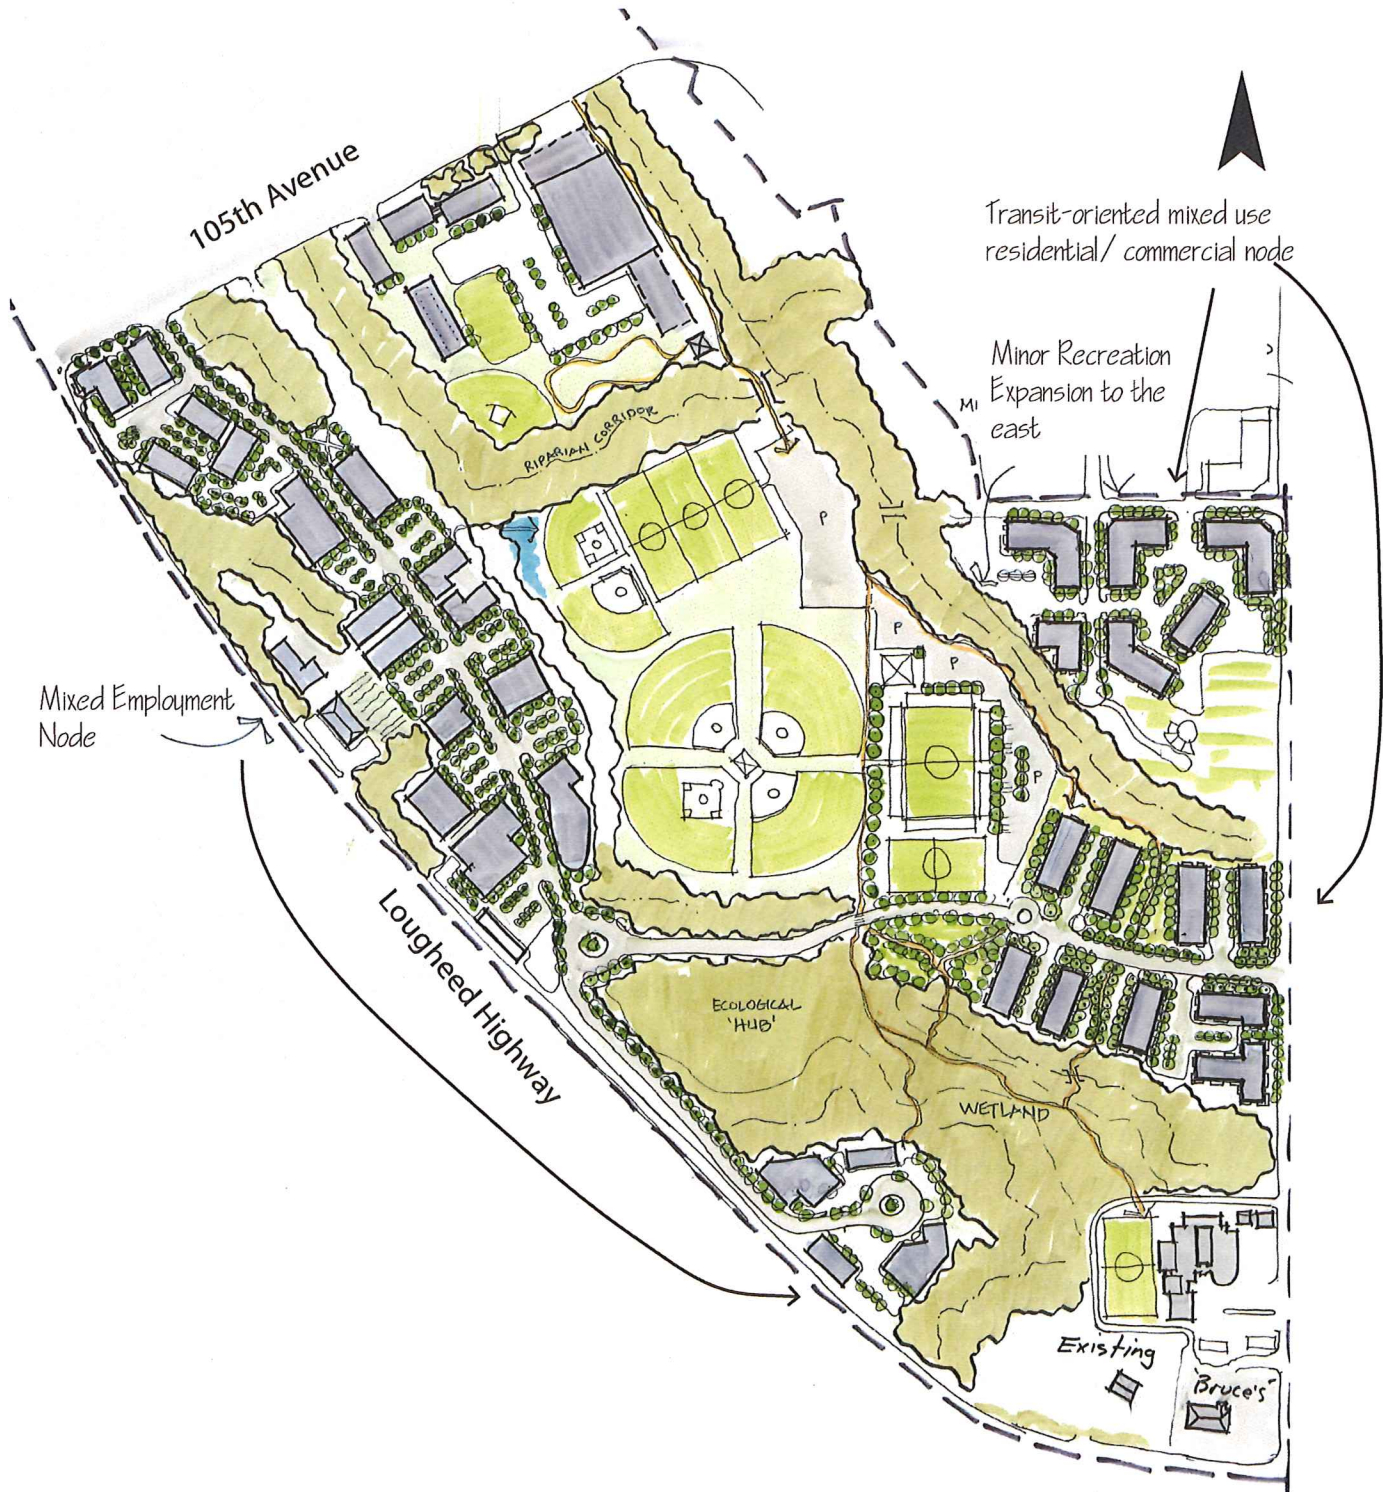 105th Avenue
Transit-oriented mixed use
residential/ commercial node
Minor Recreation
Expansion to the
east
RIPARIAN CORRIDOR
P
P
P
P
Mixed Employment
Node
Lougheed Highway
ECOLOGICAL
'HUB'
WETLAND
Existing
'Bruce's'